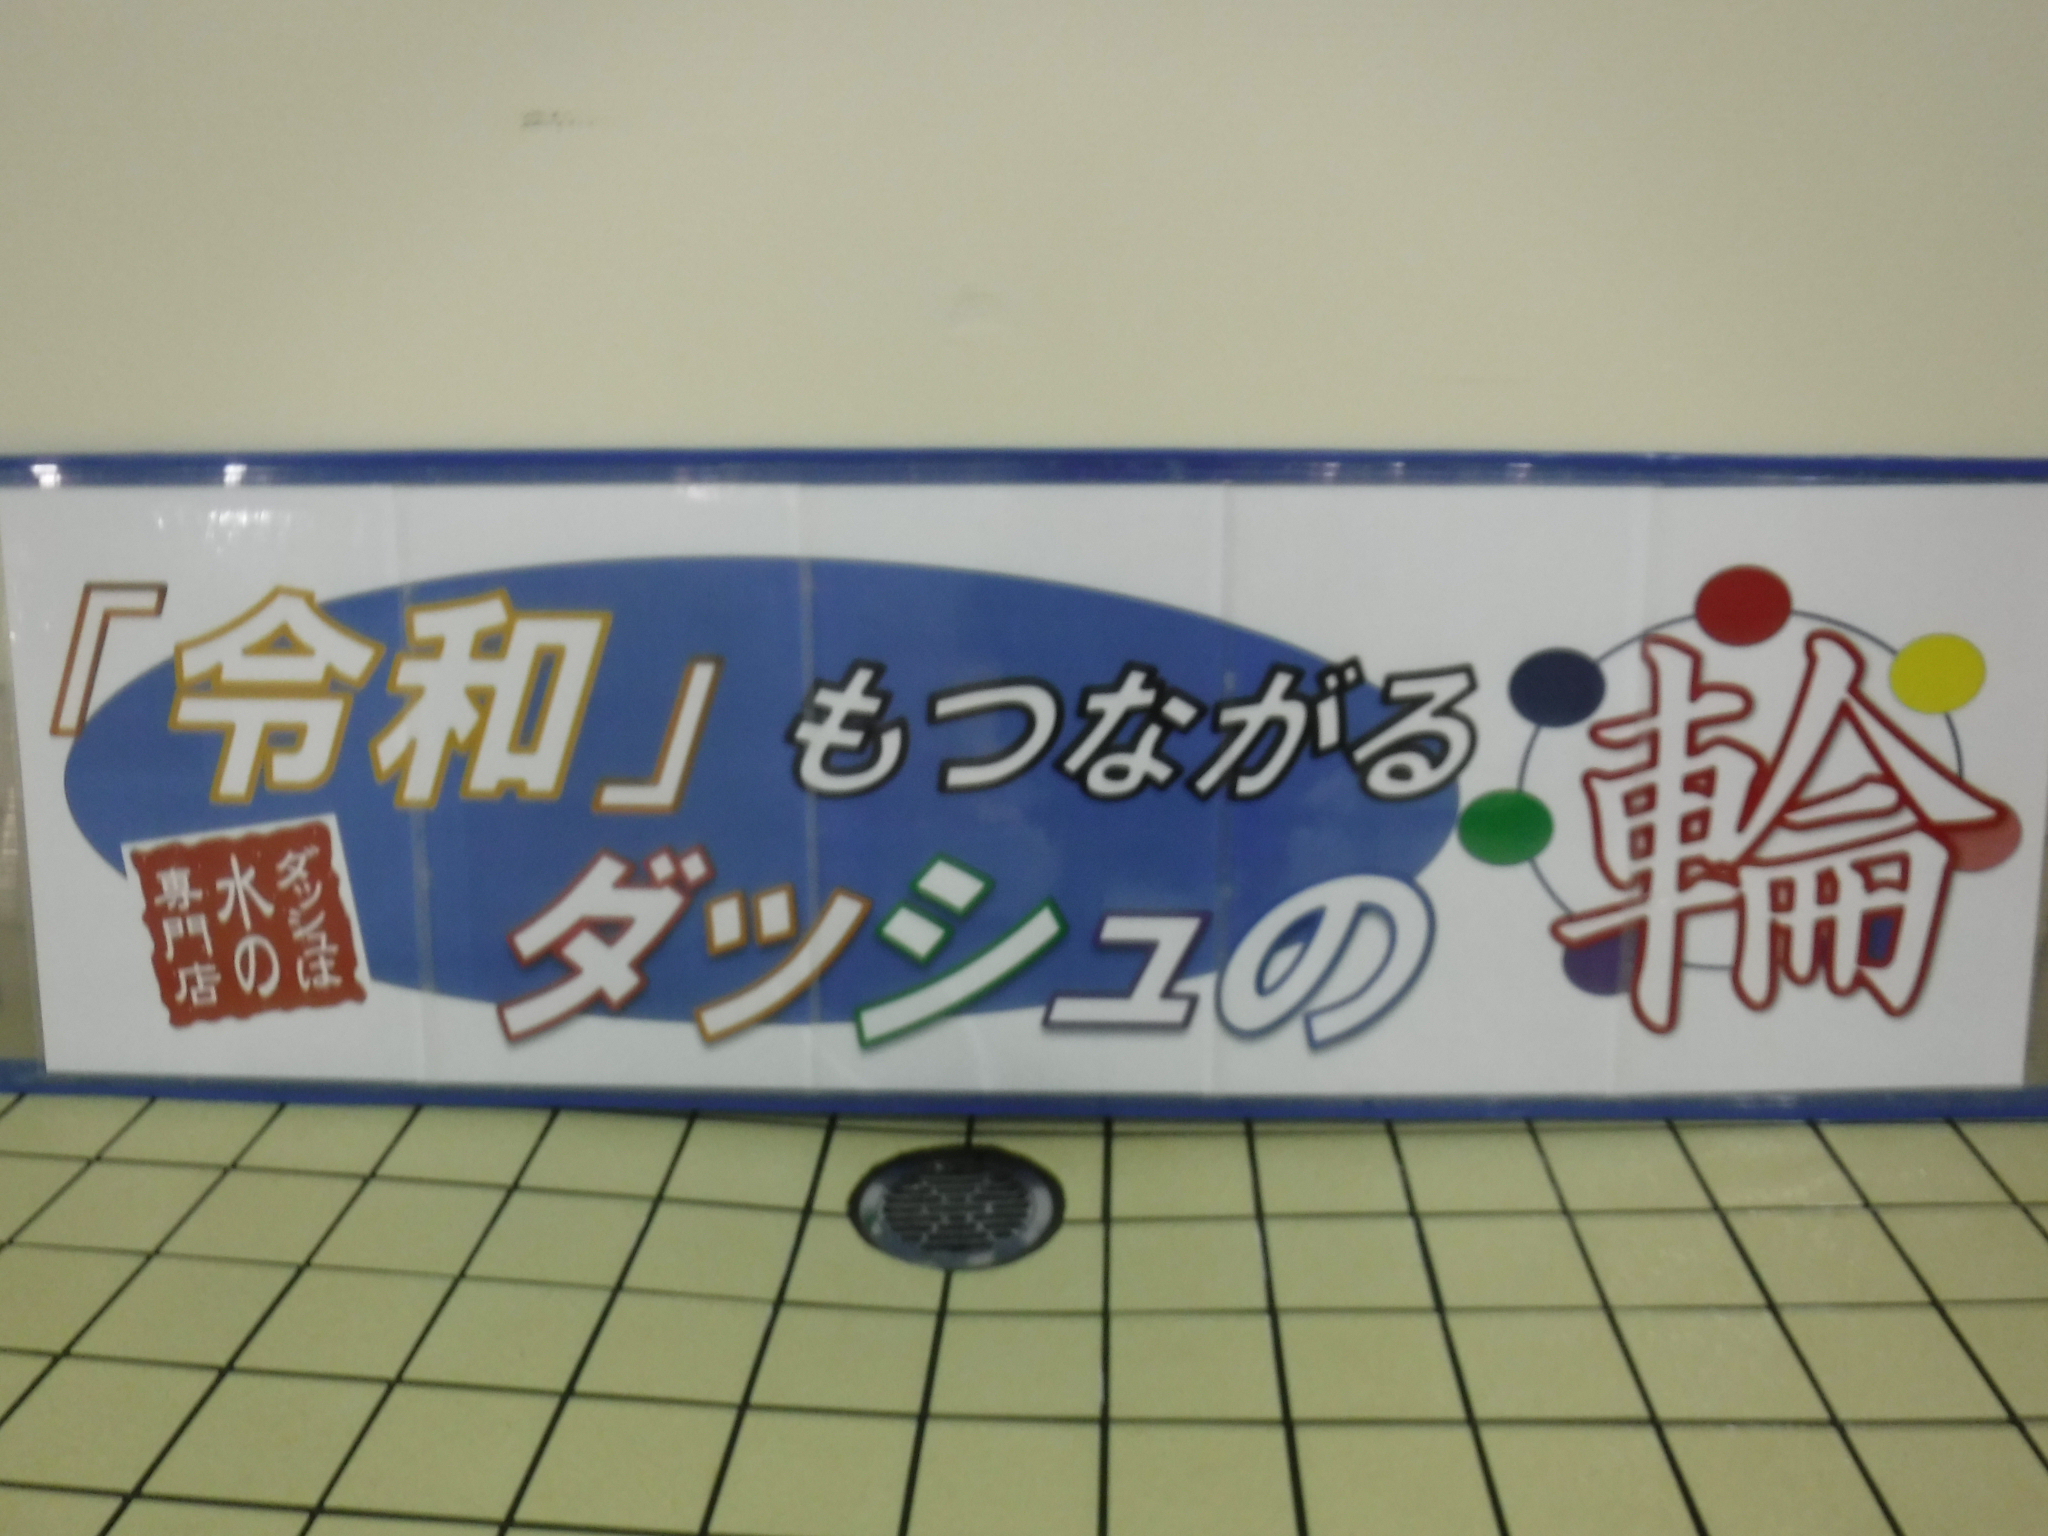 「令和」もつながる
ダッシュの輪
ダッシュは
水の
専門店